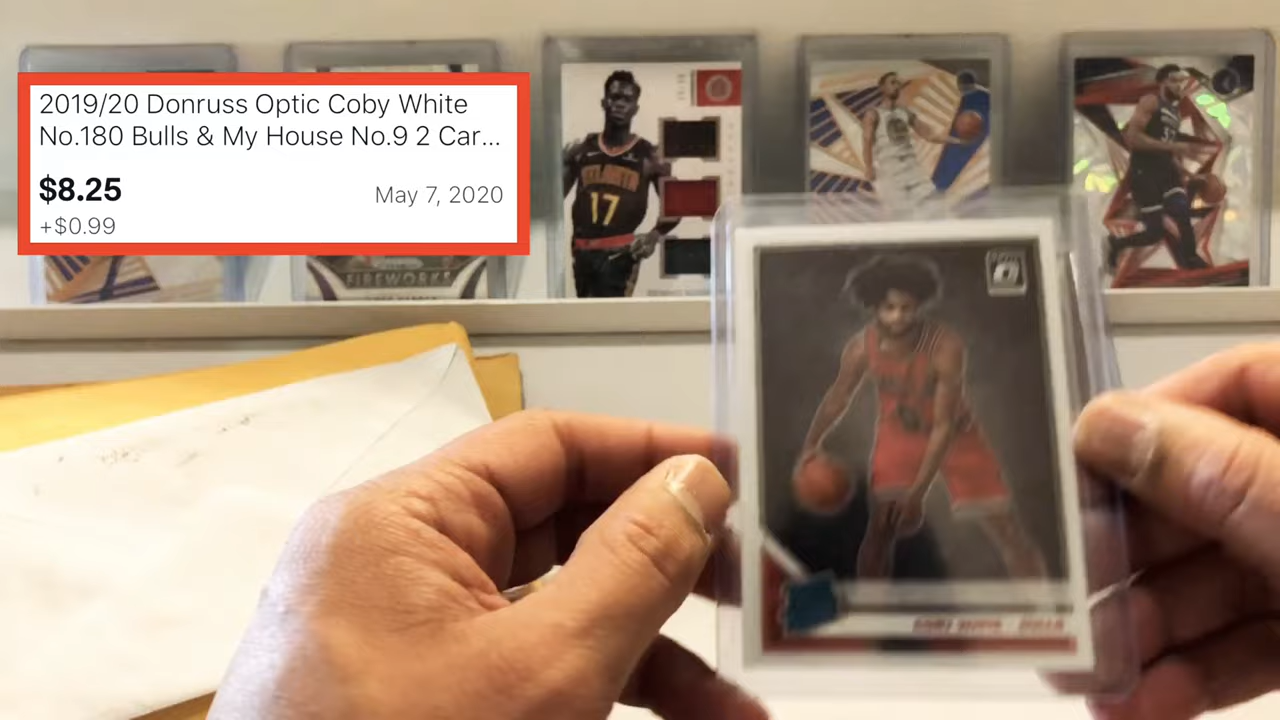 2019/20 Donruss Optic Coby White
No.180 Bulls & My House No.9 2 Car...
$8.25
May 7, 2020
+$0.99
ATLANTA
17
FIREWORKS